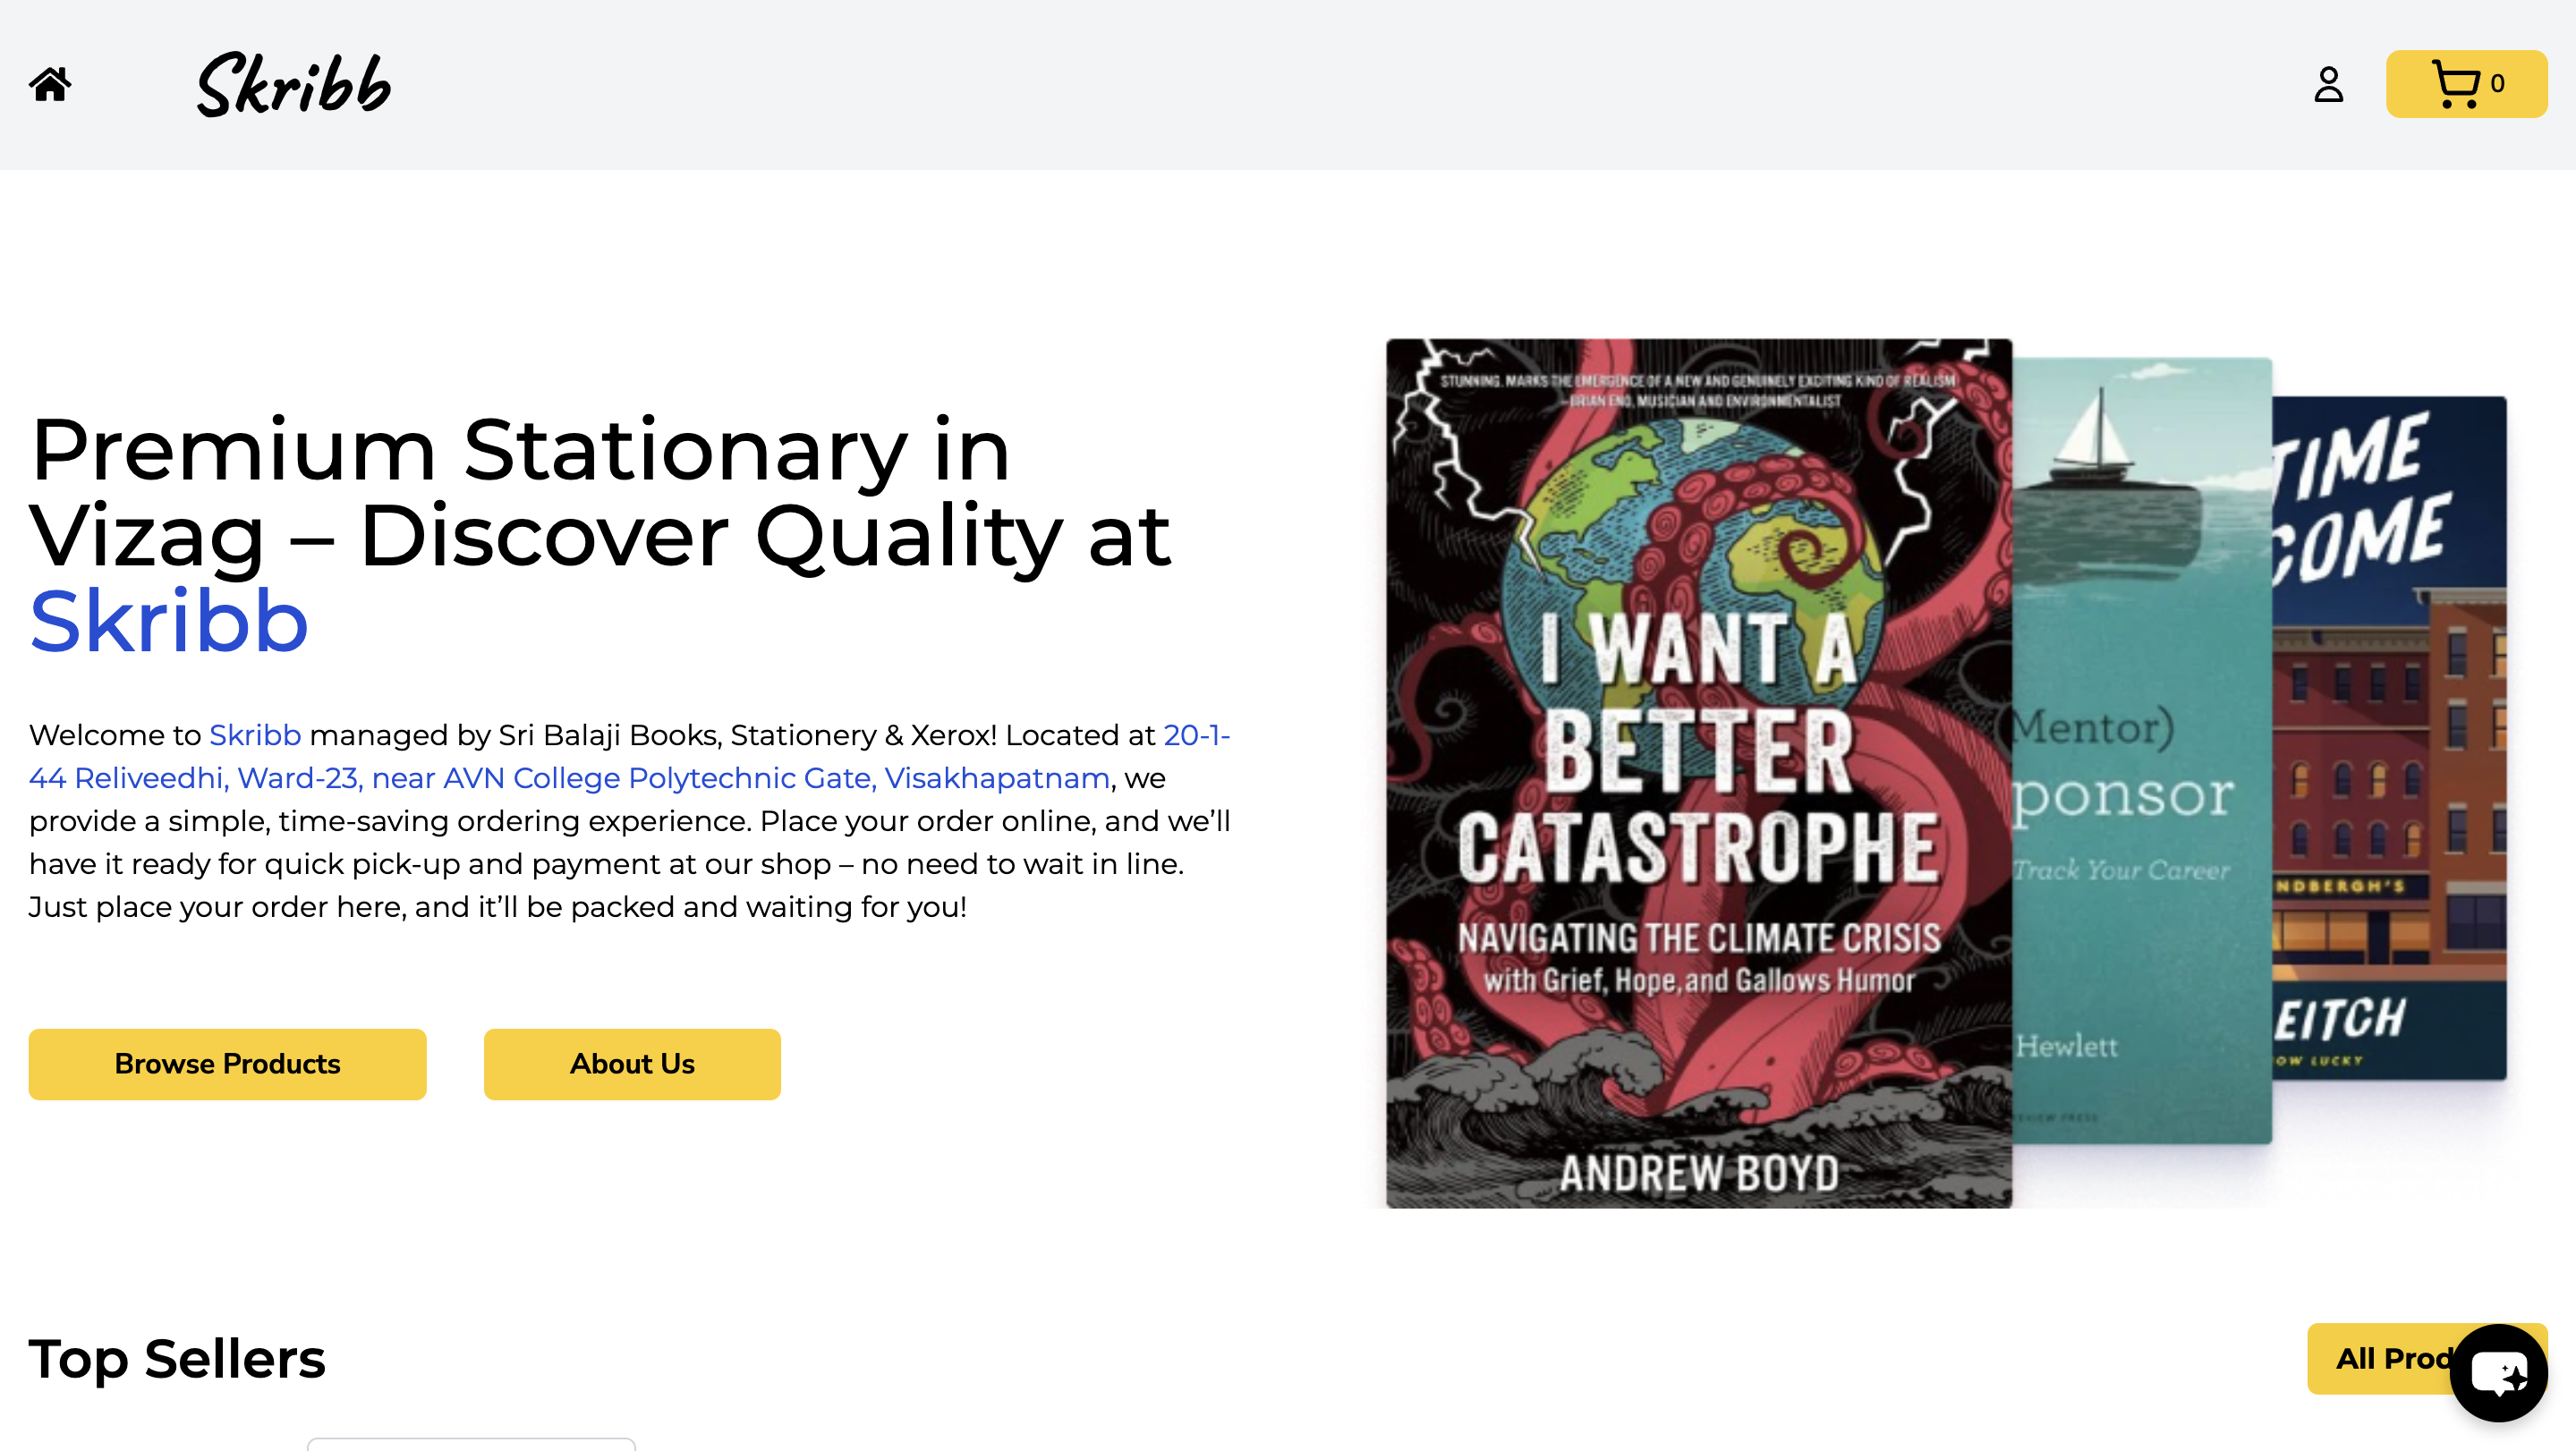 Skribb
0
Premium Stationary in
Vizag – Discover Quality at
Skribb
Welcome to Skribb managed by Sri Balaji Books, Stationery & Xerox! Located at 20-1-
44 Reliveedhi, Ward-23, near AVN College Polytechnic Gate, Visakhapatnam, we
provide a simple, time-saving ordering experience. Place your order online, and we’ll
have it ready for quick pick-up and payment at our shop – no need to wait in line.
Just place your order here, and it’ll be packed and waiting for you!
Browse Products
About Us
STUNNING. MARKS THE EMERGENCE OF A NEW AND GENUINELY EXCITING KIND OF REALISM
–BRIAN ENO, MUSICIAN AND ENVIRONMENTALIST
I WANT A
BETTER
CATASTROPHE
NAVIGATING THE CLIMATE CRISIS
with Grief, Hope, and Gallows Humor
ANDREW BOYD
(Mentor)
ponsor
Track Your Career
Hewlett
TIME
COME
NDBERGH'S
EITCH
OW LUCKY
Top Sellers
All Prod